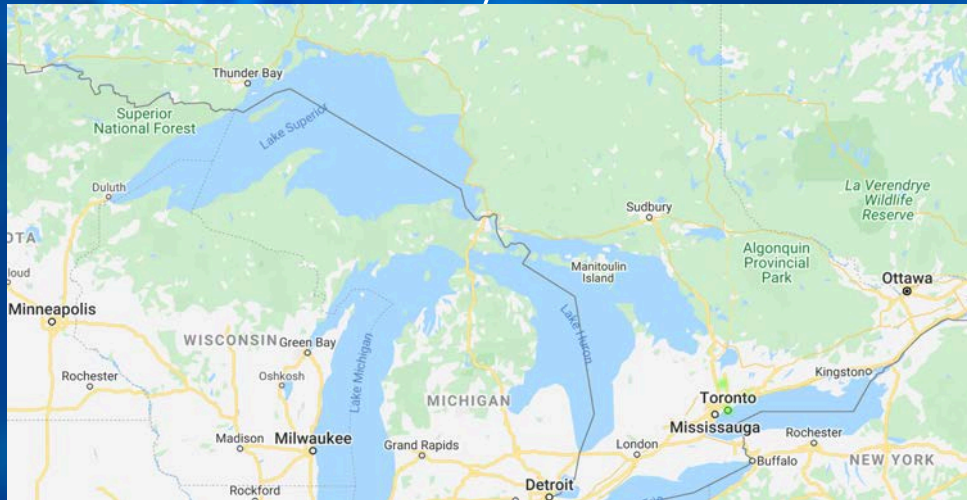 Thunder Bay
Superior
National Forest
Lake Superior
Duluth
OTA
loud
Minneapolis
Rochester
WISCONSIN
Green Bay
Oshkosh
Madison
Milwaukee
Rockford
Lake Michigan
MICHIGAN
Grand Rapids
Detroit
Lake Huron
Manitoulin
Island
Sudbury
La Verendrye
Wildlife
Reserve
Algonquin
Provincial
Park
Ottawa
Kingston
Toronto
Mississauga
London
Rochester
Buffalo
NEW YORK